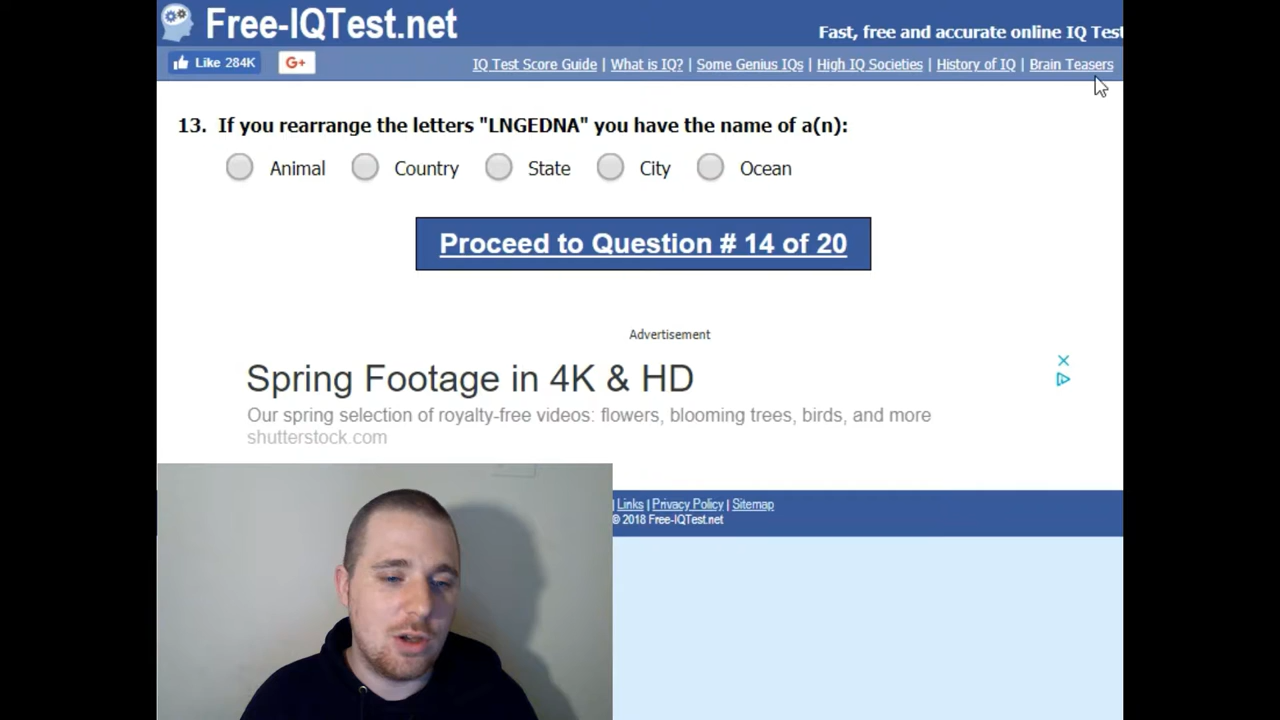 Free-IQTest.net
Fast, free and accurate online IQ Test
Like 284K
G+
IQ Test Score Guide | What is IQ? | Some Genius IQs | High IQ Societies | History of IQ | Brain Teasers
13. If you rearrange the letters "LNGEDNA" you have the name of a(n):
Animal Country State City Ocean
Proceed to Question # 14 of 20
Advertisement
Spring Footage in 4K & HD
Our spring selection of royalty-free videos: flowers, blooming trees, birds, and more
shutterstock.com
| Links | Privacy Policy | Sitemap
© 2018 Free-IQTest.net